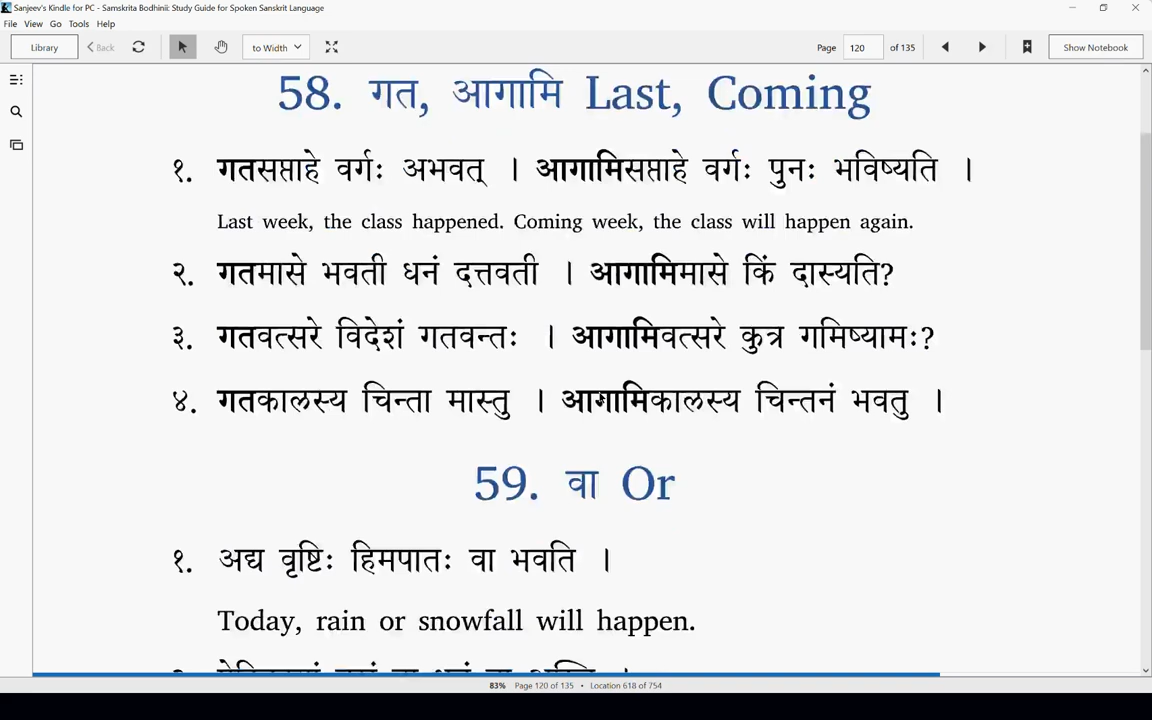 Sanjeev's Kindle for PC - Samskrita Bodhinii: Study Guide for Spoken Sanskrit Language
File View Go Tools Help
Library Back to Width Page 120 of 135 Show Notebook
58. गत, आगामि Last, Coming
१. गतसप्ताहे वर्गः अभवत् । आगामिसप्ताहे वर्गः पुनः भविष्यति ।
Last week, the class happened. Coming week, the class will happen again.
२. गतमासे भवती धनं दत्तवती । आगामिमासे किं दास्यति?
३. गतवत्सरे विदेशं गतवन्तः । आगामिवत्सरे कुत्र गमिष्यामः?
४. गतकालस्य चिन्ता मास्तु । आगामिकालस्य चिन्तनं भवतु ।
59. वा Or
१. अद्य वृष्टिः हिमपातः वा भवति ।
Today, rain or snowfall will happen.
83% Page 120 of 135 • Location 618 of 754